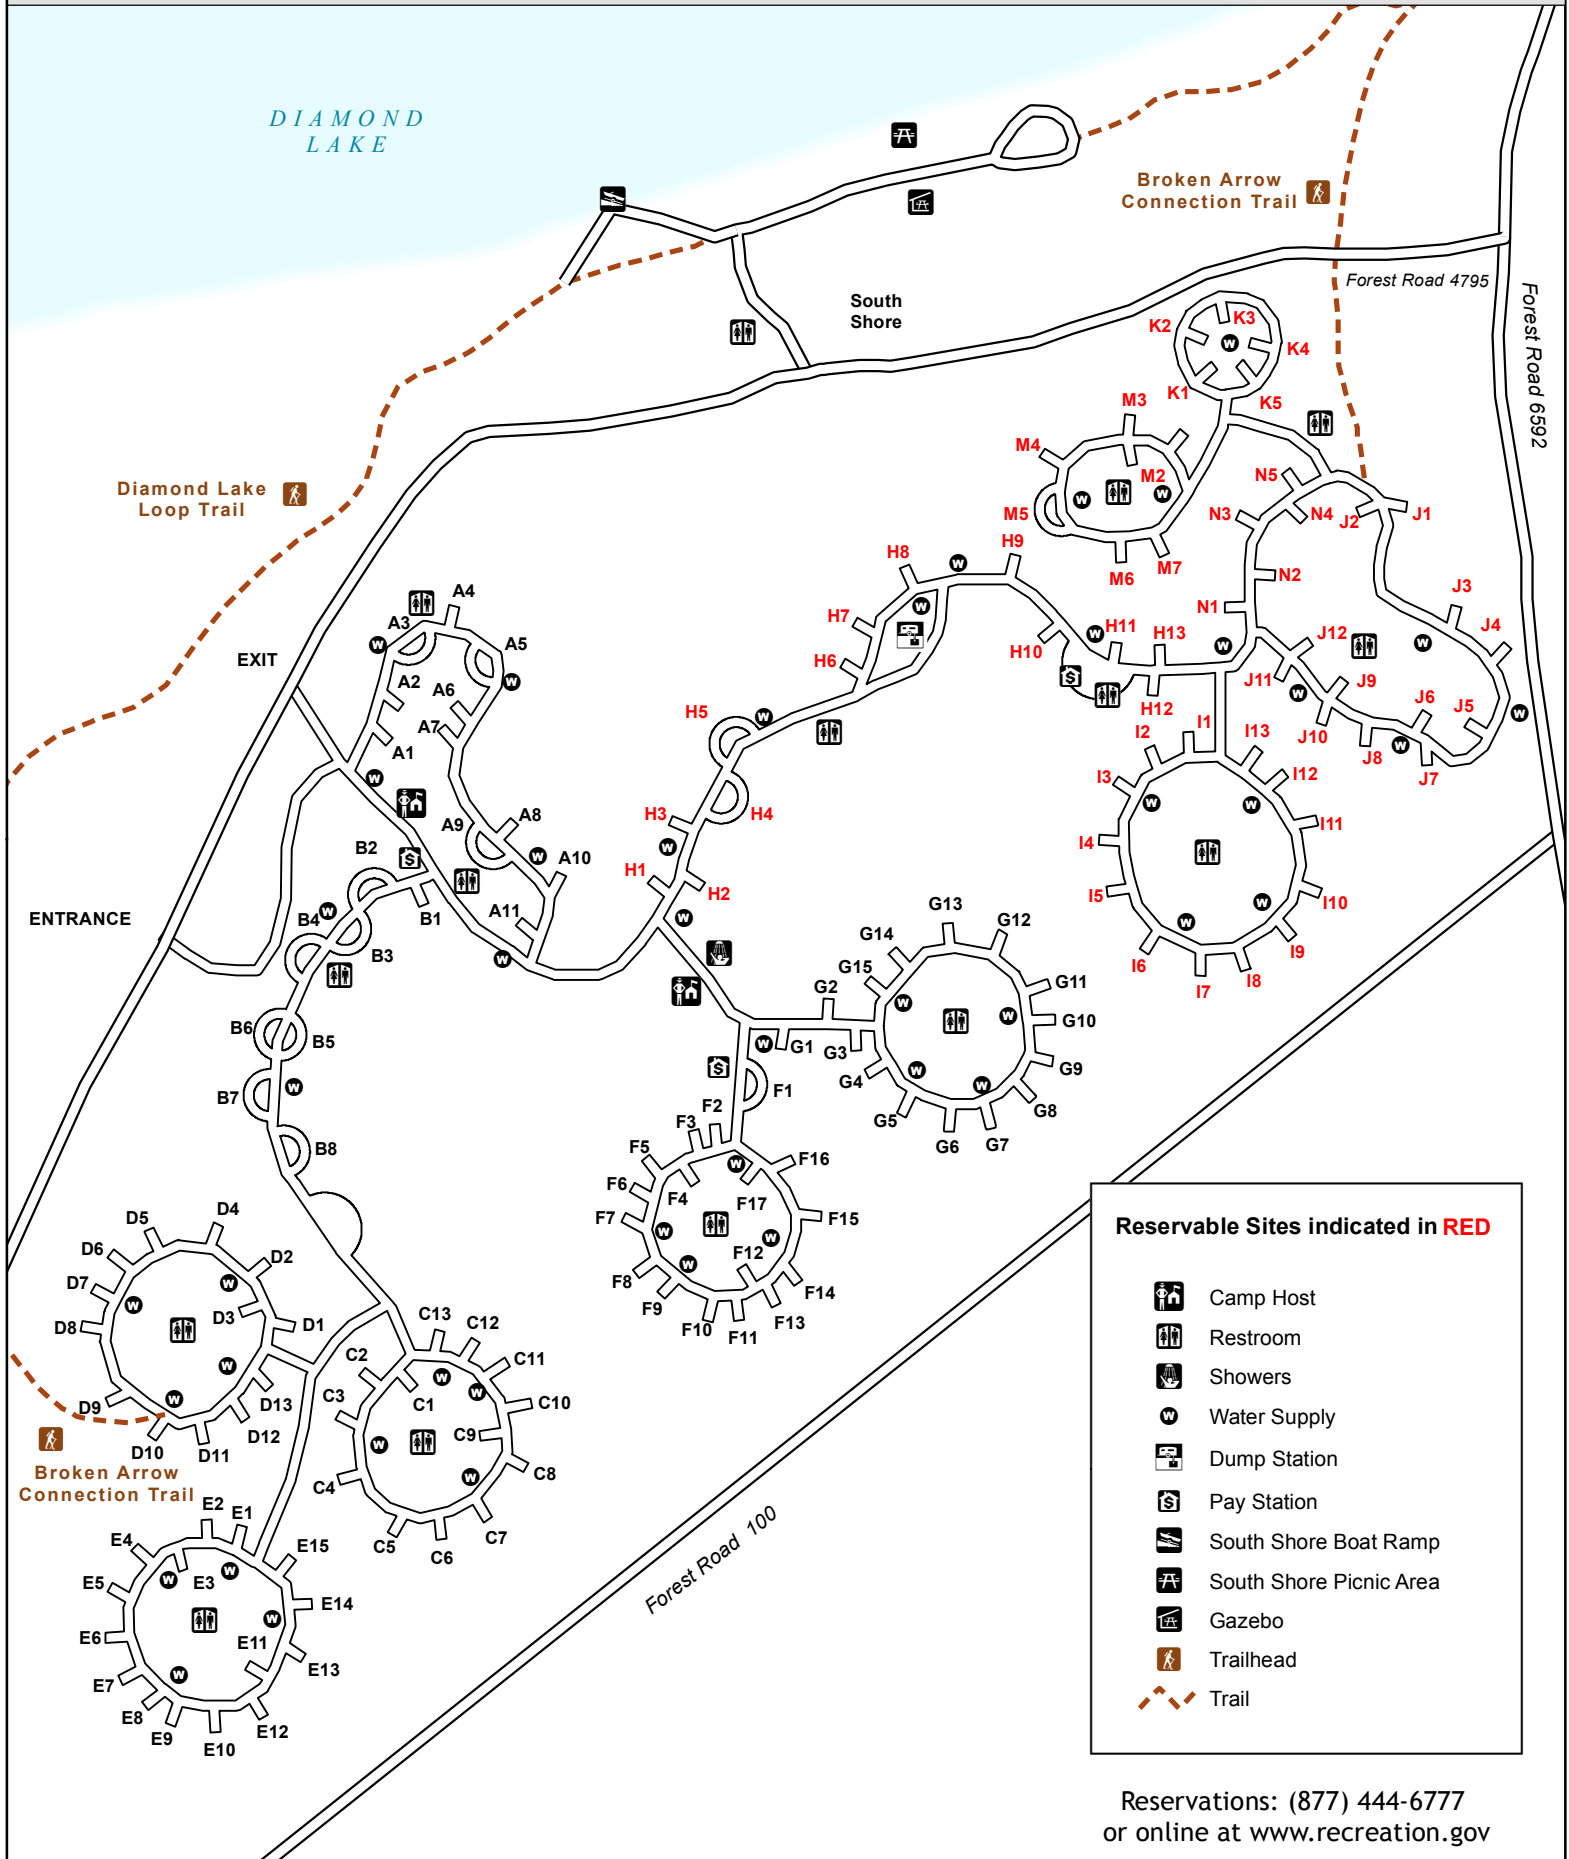 DIAMOND
LAKE
Broken Arrow
Connection Trail
Forest Road 4795
Forest Road 6592
South
Shore
Diamond Lake
Loop Trail
EXIT
ENTRANCE
K2
K3
K4
K1
K5
M3
M4
M2
M5
M6
M7
N5
N4
N3
N2
N1
J2
J1
J3
J4
J12
J11
J9
J10
J6
J5
J8
J7
H9
H8
H7
H6
H10
H11
H13
H12
H5
H4
H3
H1
H2
A4
A3
A5
A2
A6
A7
A1
A8
A9
A10
A11
B2
B1
B4
B3
B6
B5
B7
B8
I1
I2
I13
I3
I12
I11
I4
I5
I10
I6
I9
I7
I8
G13
G12
G14
G15
G11
G2
G10
G1
G3
G9
G4
G8
G5
G6
G7
F1
F2
F3
F5
F16
F6
F4
F17
F7
F15
F12
F8
F14
F9
F10
F11
F13
D4
D5
D6
D2
D7
D3
D8
D1
D9
D13
D12
D10
D11
C13
C12
C2
C11
C3
C1
C10
C9
C8
C4
C7
C5
C6
Broken Arrow
Connection Trail
E2
E1
E4
E15
E5
E3
E14
E6
E11
E13
E7
E8
E9
E12
E10
Forest Road 100
Reservable Sites indicated in RED
Camp Host
Restroom
Showers
W Water Supply
Dump Station
$ Pay Station
South Shore Boat Ramp
South Shore Picnic Area
Gazebo
Trailhead
Trail
Reservations: (877) 444-6777
or online at www.recreation.gov